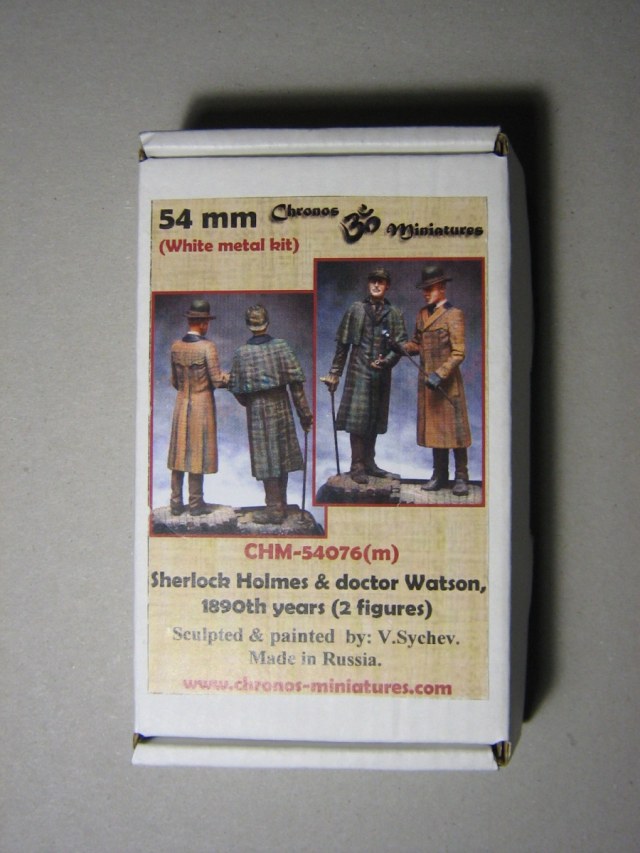 54 mm Chronos ॐ Miniatures
(White metal kit)
CHM-54076(m)
Sherlock Holmes & doctor Watson,
1890th years (2 figures)
Sculpted & painted by: V.Sychev.
Made in Russia.
www.chronos-miniatures.com